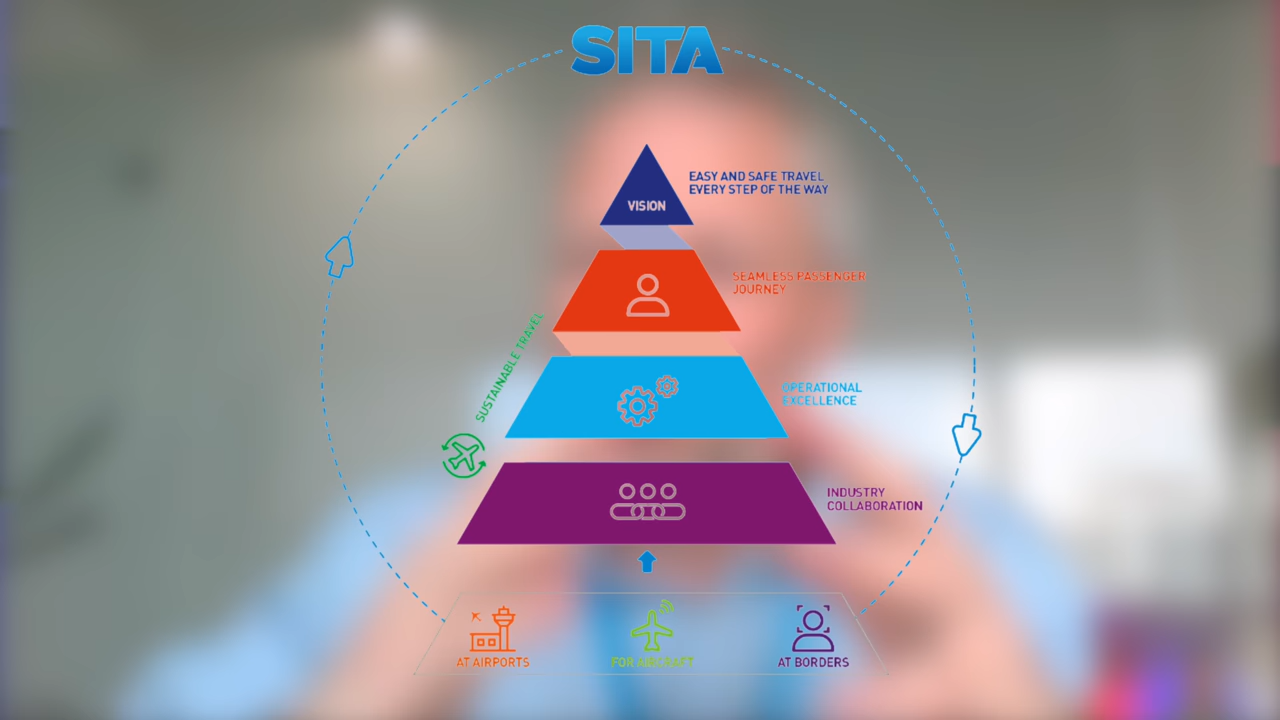 SITA
EASY AND SAFE TRAVEL
EVERY STEP OF THE WAY
VISION
SEAMLESS PASSENGER
JOURNEY
SUSTAINABLE TRAVEL
OPERATIONAL
EXCELLENCE
INDUSTRY
COLLABORATION
AT AIRPORTS
FOR AIRCRAFT
AT BORDERS